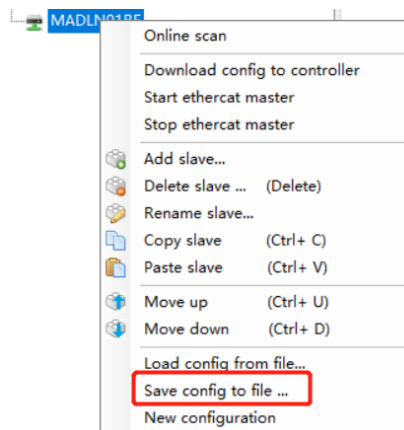 MADLN01BE
Online scan
Download config to controller
Start ethercat master
Stop ethercat master
Add slave...
Delete slave ... (Delete)
Rename slave...
Copy slave (Ctrl+ C)
Paste slave (Ctrl+ V)
Move up (Ctrl+ U)
Move down (Ctrl+ D)
Load config from file...
Save config to file ...
New configuration